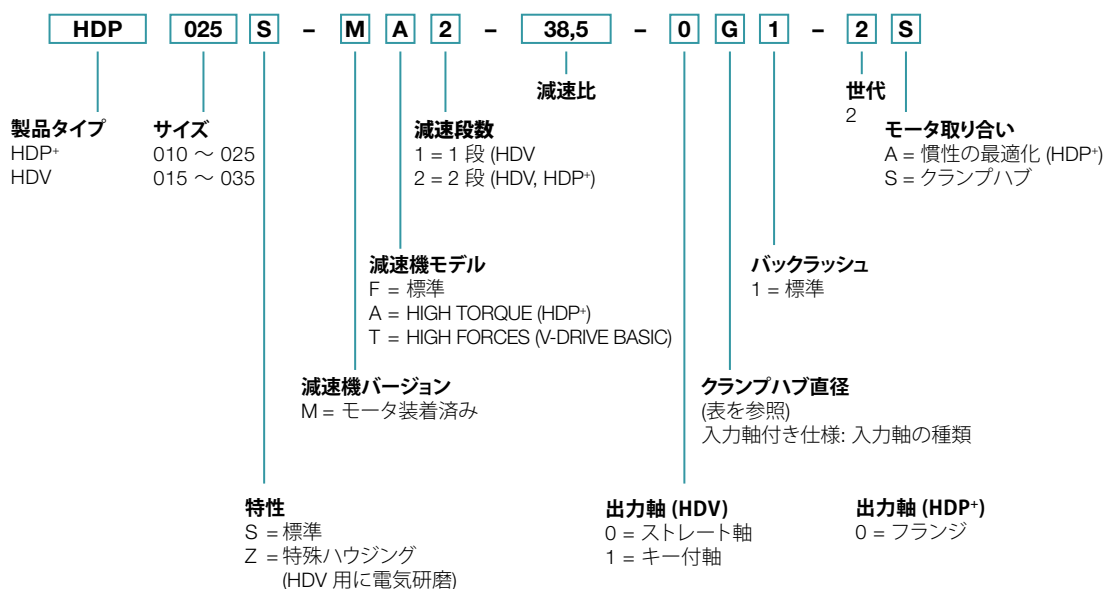 HDP 025 S – M A 2 – 38,5 – 0 G 1 – 2 S
減速比
世代
2
製品タイプ
HDP+
HDV
サイズ
010 ~ 025
015 ~ 035
減速段数
1 = 1 段 (HDV
2 = 2 段 (HDV, HDP+)
モータ取り合い
A = 慣性の最適化 (HDP+)
S = クランプハブ
減速機モデル
F = 標準
A = HIGH TORQUE (HDP+)
T = HIGH FORCES (V-DRIVE BASIC)
バックラッシュ
1 = 標準
減速機バージョン
M = モータ装着済み
クランプハブ直径
(表を参照)
入力軸付き仕様: 入力軸の種類
特性
S = 標準
Z = 特殊ハウジング
(HDV 用に電気研磨)
出力軸 (HDV)
0 = ストレート軸
1 = キー付軸
出力軸 (HDP+)
0 = フランジ